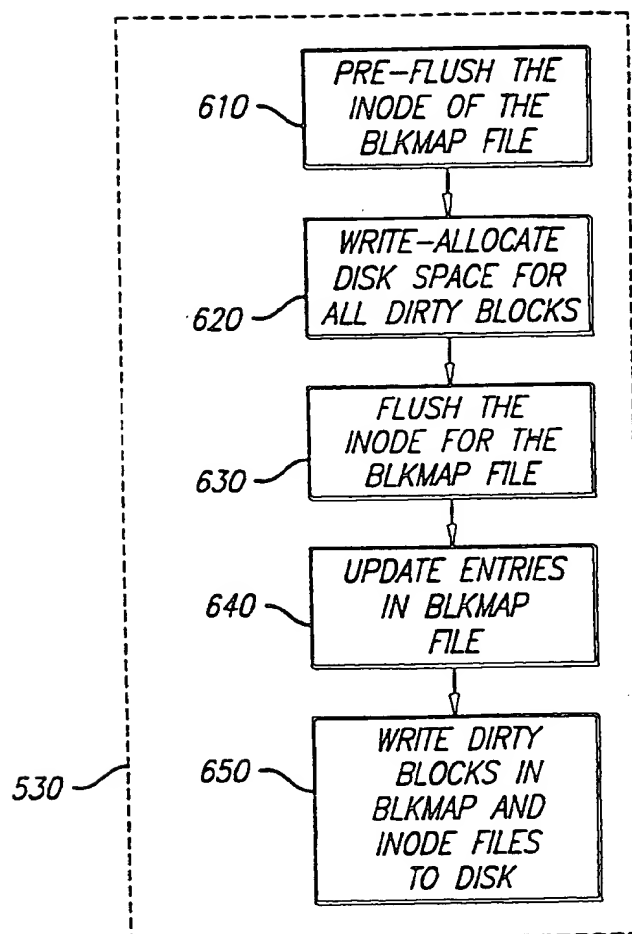 610
PRE-FLUSH THE
INODE OF THE
BLKMAP FILE
620
WRITE-ALLOCATE
DISK SPACE FOR
ALL DIRTY BLOCKS
630
FLUSH THE
INODE FOR THE
BLKMAP FILE
640
UPDATE ENTRIES
IN BLKMAP
FILE
530
650
WRITE DIRTY
BLOCKS IN
BLKMAP AND
INODE FILES
TO DISK